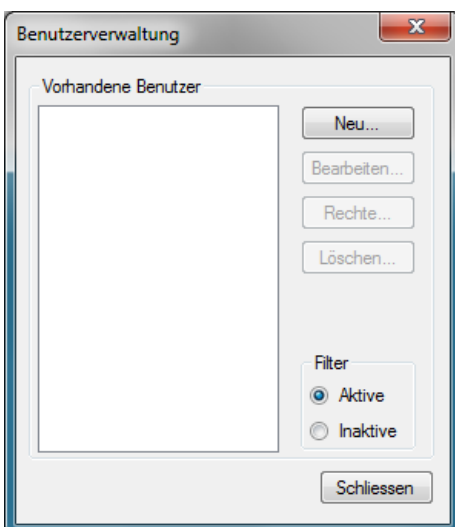 Benutzerverwaltung
Vorhandene Benutzer
Neu...
Bearbeiten...
Rechte...
Löschen...
Filter
Aktive
Inaktive
Schliessen